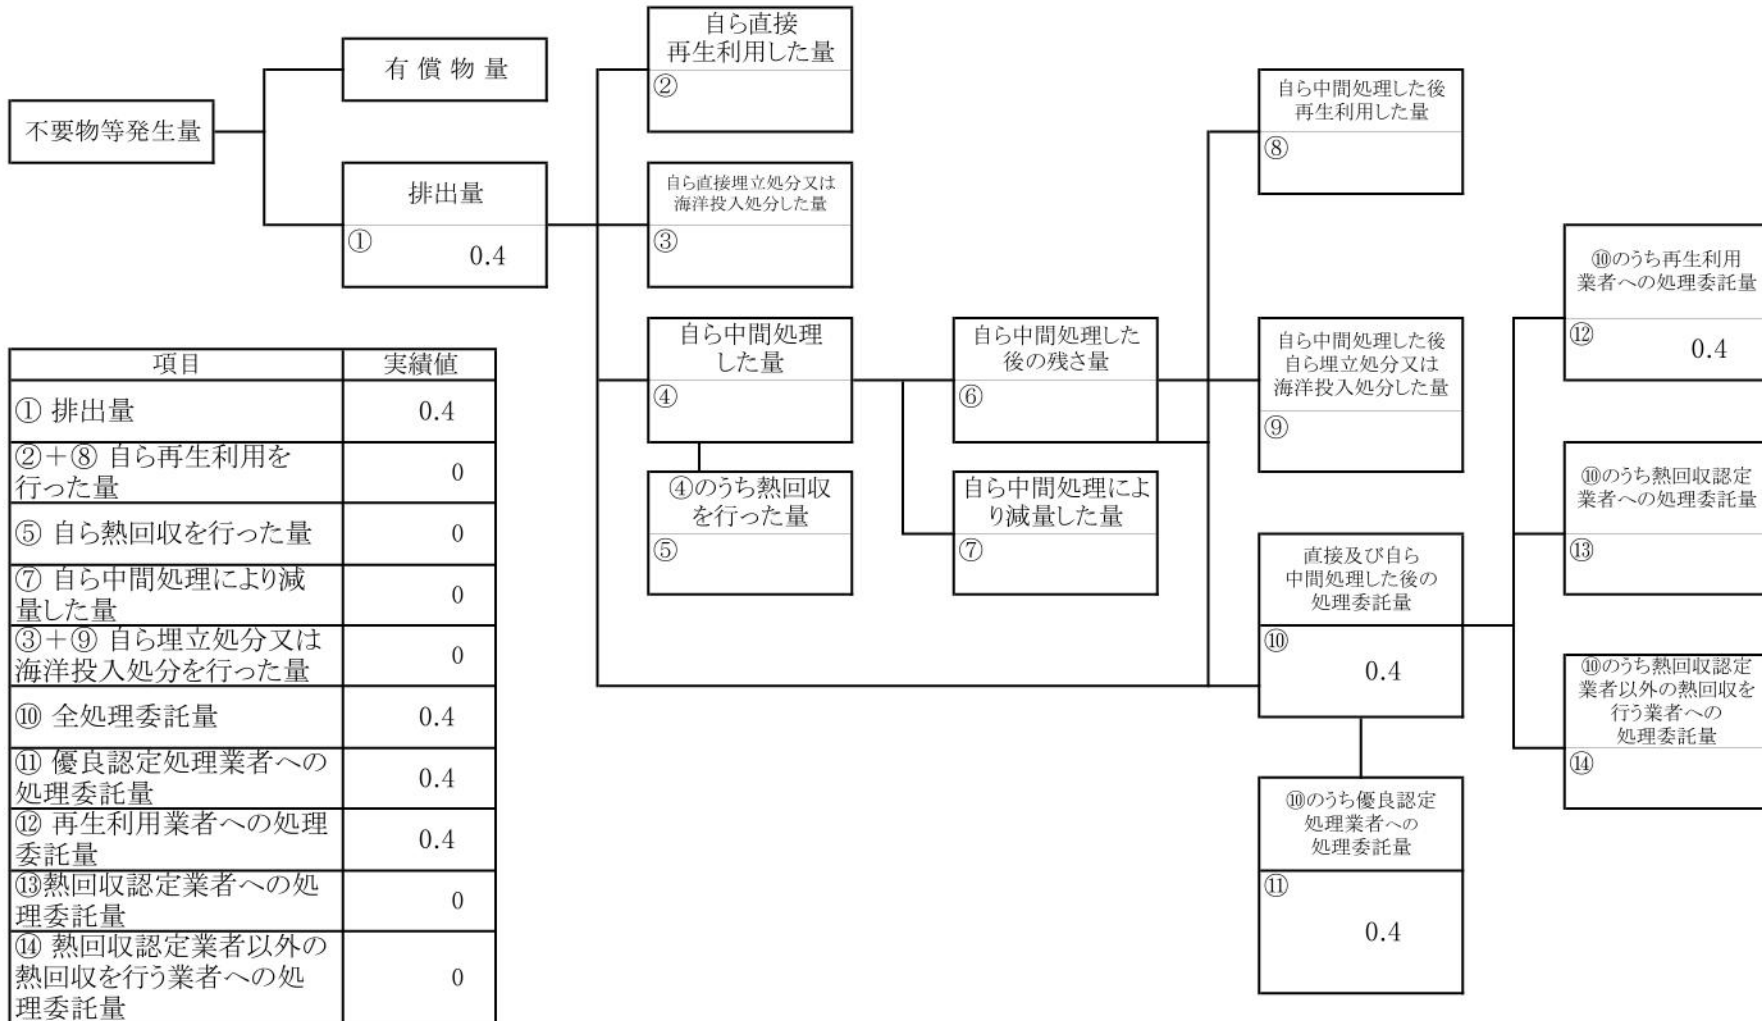 不要物等発生量
有償物量
排出量
①
0.4
自ら直接
再生利用した量
②
自ら直接埋立処分又は
海洋投入処分した量
③
自ら中間処理
した量
④
④のうち熱回収
を行った量
⑤
自ら中間処理した
後の残さ量
⑥
自ら中間処理によ
り減量した量
⑦
自ら中間処理した後
再生利用した量
⑧
自ら中間処理した後
自ら埋立処分又は
海洋投入処分した量
⑨
直接及び自ら
中間処理した後の
処理委託量
⑩
0.4
⑩のうち優良認定
処理業者への
処理委託量
⑪
0.4
⑩のうち再生利用
業者への処理委託量
⑫
0.4
⑩のうち熱回収認定
業者への処理委託量
⑬
⑩のうち熱回収認定
業者以外の熱回収を
行う業者への
処理委託量
⑭
項目 実績値
① 排出量 0.4
②+⑧ 自ら再生利用を
行った量 0
⑤ 自ら熱回収を行った量 0
⑦ 自ら中間処理により減
量した量 0
③+⑨ 自ら埋立処分又は
海洋投入処分を行った量 0
⑩ 全処理委託量 0.4
⑪ 優良認定処理業者への
処理委託量 0.4
⑫ 再生利用業者への処理
委託量 0.4
⑬熱回収認定業者への処
理委託量 0
⑭ 熱回収認定業者以外の
熱回収を行う業者への処
理委託量 0